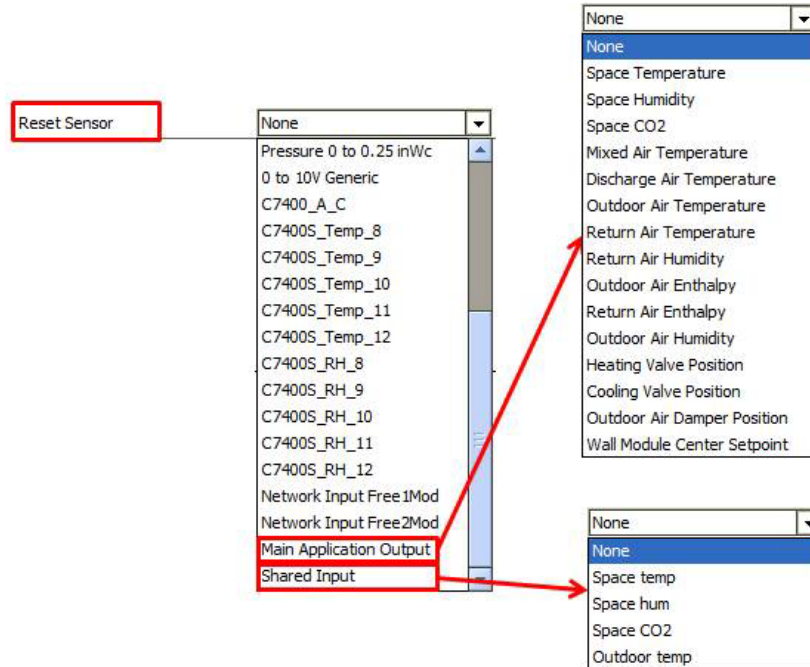 Reset Sensor
None
Pressure 0 to 0.25 inWc
0 to 10V Generic
C7400_A_C
C7400S_Temp_8
C7400S_Temp_9
C7400S_Temp_10
C7400S_Temp_11
C7400S_Temp_12
C7400S_RH_8
C7400S_RH_9
C7400S_RH_10
C7400S_RH_11
C7400S_RH_12
Network Input Free1Mod
Network Input Free2Mod
Main Application Output
Shared Input
None
None
Space Temperature
Space Humidity
Space CO2
Mixed Air Temperature
Discharge Air Temperature
Outdoor Air Temperature
Return Air Temperature
Return Air Humidity
Outdoor Air Enthalpy
Return Air Enthalpy
Outdoor Air Humidity
Heating Valve Position
Cooling Valve Position
Outdoor Air Damper Position
Wall Module Center Setpoint
None
None
Space temp
Space hum
Space CO2
Outdoor temp